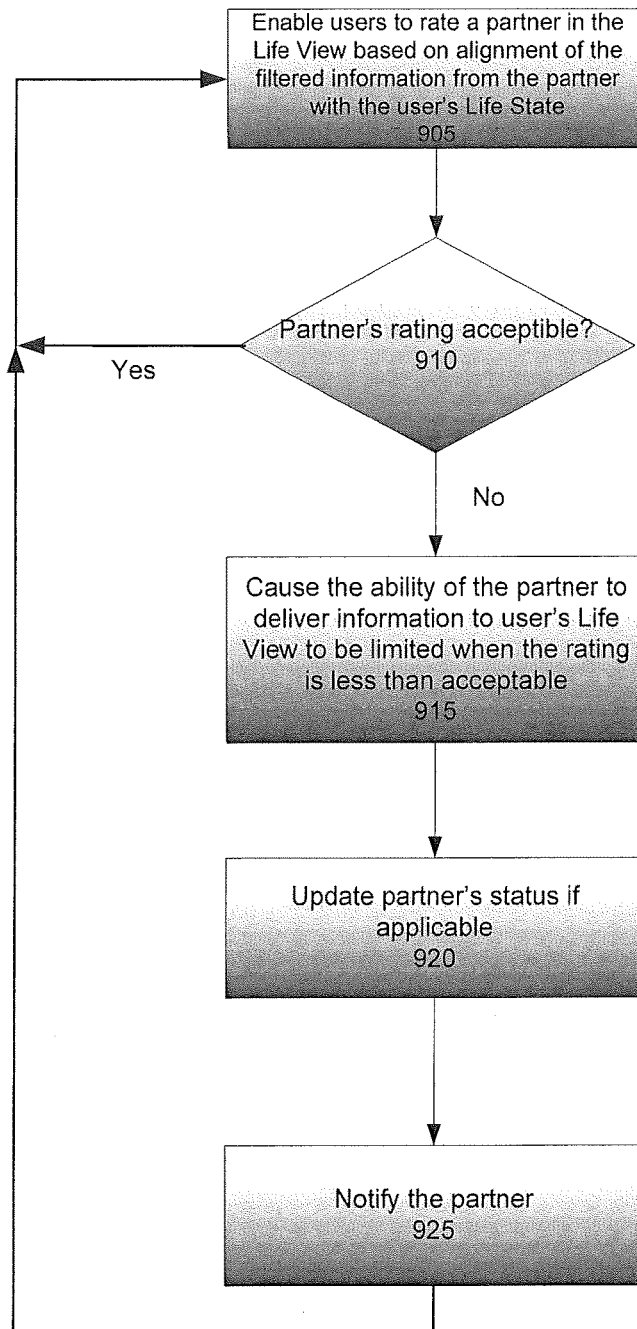 Enable users to rate a partner in the
Life View based on alignment of the
filtered information from the partner
with the user's Life State
905
Partner's rating acceptible?
910
Yes
No
Cause the ability of the partner to
deliver information to user's Life
View to be limited when the rating
is less than acceptable
915
Update partner's status if
applicable
920
Notify the partner
925